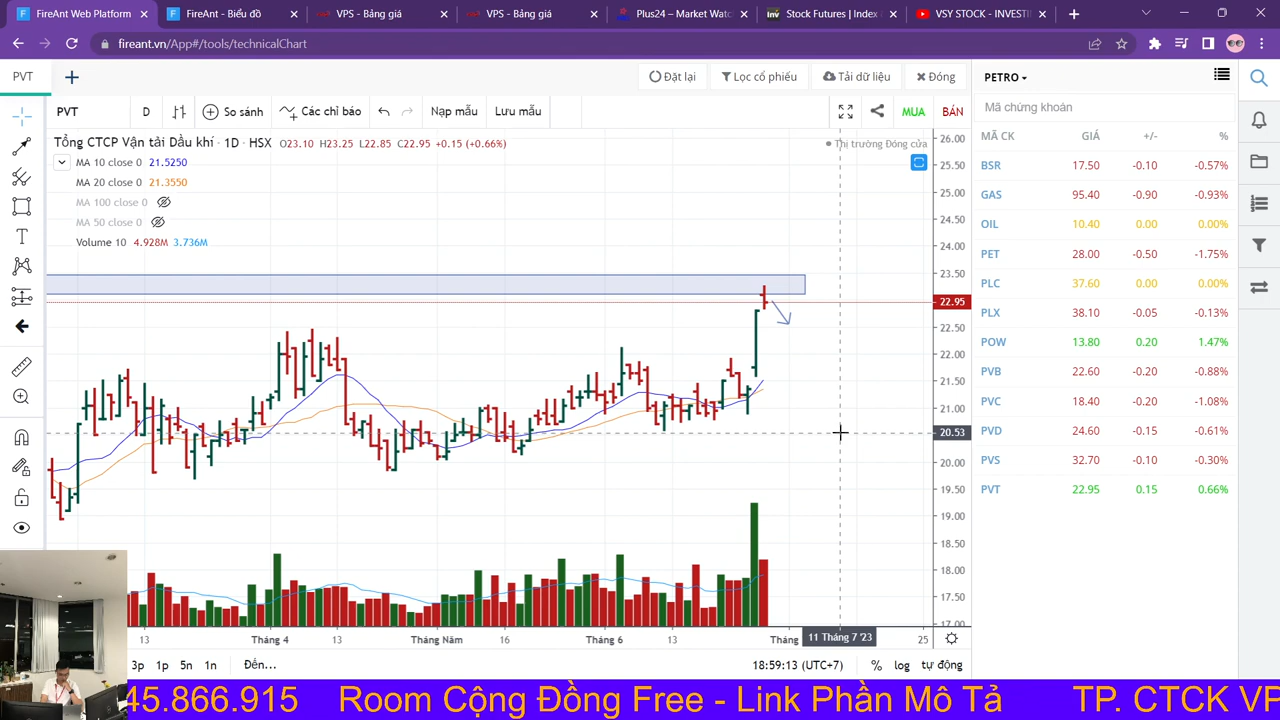 FireAnt Web Platform
FireAnt - Biểu đồ
VPS - Bảng giá
VPS - Bảng giá
Plus24 – Market Watc
Stock Futures | Index
VSY STOCK - INVESTI
fireant.vn/App#/tools/technicalChart
PVT
Đặt lại
Lọc cổ phiếu
Tải dữ liệu
Đóng
PVT
D
So sánh
Các chỉ báo
Nạp mẫu
Lưu mẫu
MUA
BÁN
Tổng CTCP Vận tải Dầu khí · 1D · HSX O23.10 H23.25 L22.85 C22.95 +0.15 (+0.66%)
Thị trường Đóng cửa
MA 10 close 0 21.5250
MA 20 close 0 21.3550
MA 100 close 0
MA 50 close 0
Volume 10 4.928M 3.736M
26.00
25.50
25.00
24.50
24.00
23.50
22.95
22.50
22.00
21.50
21.00
20.53
20.00
19.50
19.00
18.50
18.00
17.50
17.00
13
Tháng 4
13
Tháng Năm
16
Tháng 6
13
Tháng
11 Tháng 7 '23
25
3p 1p 5n 1n Đến...
18:59:13 (UTC+7) % log tự động
PETRO
Mã chứng khoán
MÃ CK GIÁ +/- %
BSR 17.50 -0.10 -0.57%
GAS 95.40 -0.90 -0.93%
OIL 10.40 0.00 0.00%
PET 28.00 -0.50 -1.75%
PLC 37.60 0.00 0.00%
PLX 38.10 -0.05 -0.13%
POW 13.80 0.20 1.47%
PVB 22.60 -0.20 -0.88%
PVC 18.40 -0.20 -1.08%
PVD 24.60 -0.15 -0.61%
PVS 32.70 -0.10 -0.30%
PVT 22.95 0.15 0.66%
45.866.915 Room Cộng Đồng Free - Link Phần Mô Tả TP. CTCK VP